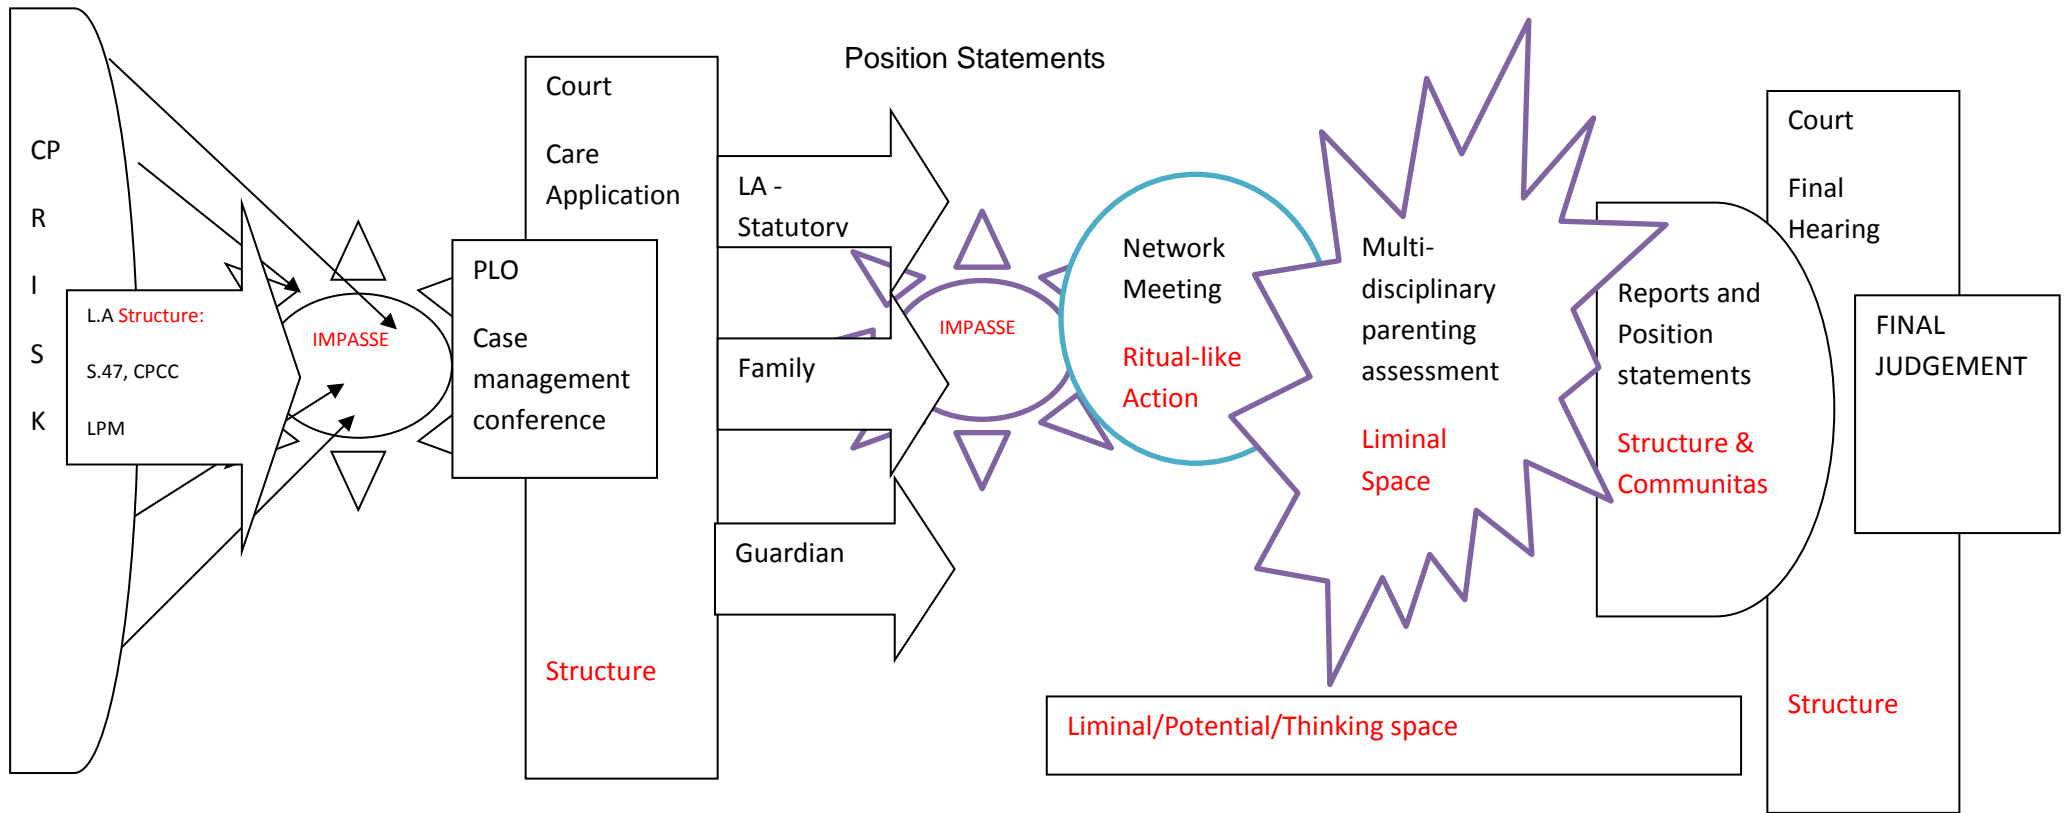 Position Statements
CP
R
I
S
K
L.A Structure:
S.47, CPCC
LPM
IMPASSE
PLO
Case
management
conference
Court
Care
Application
Structure
LA -
Statutory
Family
Guardian
IMPASSE
Network
Meeting
Ritual-like
Action
Multi-
disciplinary
parenting
assessment
Liminal
Space
Reports and
Position
statements
Structure &
Communitas
Court
Final
Hearing
Structure
FINAL
JUDGEMENT
Liminal/Potential/Thinking space